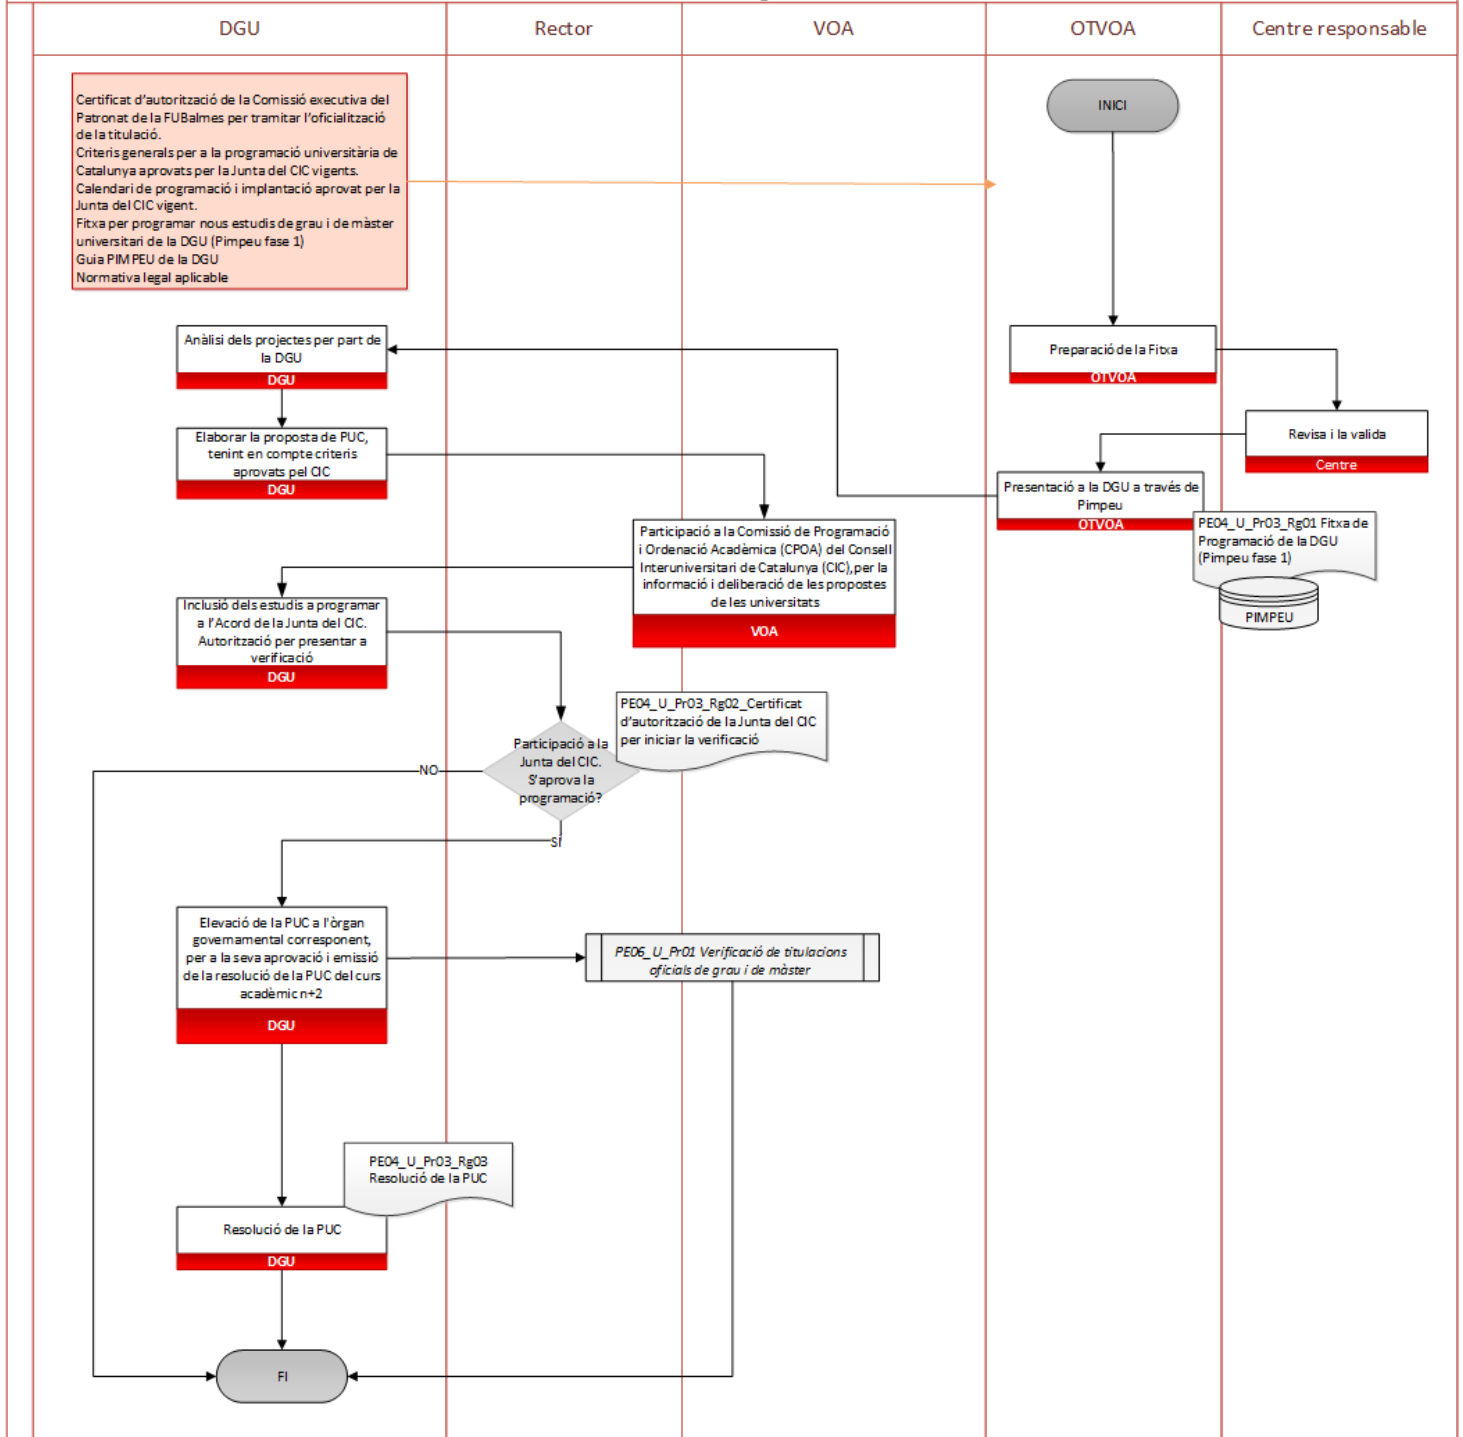 DGU
Rector
VOA
OTVOA
Centre responsable
Certificat d'autorització de la Comissió executiva del
Patronat de la FUBalmes per tramitar l'oficialització
de la titulació.
Criteris generals per a la programació universitària de
Catalunya aprovats per la Junta del CIC vigents.
Calendari de programació i implantació aprovat per la
Junta del CIC vigent.
Fitxa per programar nous estudis de grau i de màster
universitari de la DGU (Pimpeu fase 1)
Guia PIMPEU de la DGU
Normativa legal aplicable
INICI
Preparació de la Fitxa
OTVOA
Revisa i la valida
Centre
Presentació a la DGU a través de
Pimpeu
OTVOA
PE04_U_Pr03_Rg01 Fitxa de
Programació de la DGU
(Pimpeu fase 1)
PIMPEU
Anàlisi dels projectes per part de
la DGU
DGU
Elaborar la proposta de PUC,
tenint en compte criteris
aprovats pel CIC
DGU
Participació a la Comissió de Programació
i Ordenació Acadèmica (CPOA) del Consell
Interuniversitari de Catalunya (CIC),per la
informació i deliberació de les propostes
de les universitats
VOA
Inclusió dels estudis a programar
a l'Acord de la Junta del CIC.
Autorització per presentar a
verificació
DGU
PE04_U_Pr03_Rg02_Certificat
d'autorització de la Junta del CIC
per iniciar la verificació
Participació a la
Junta del CIC.
S'aprova la
programació?
NO
SÍ
Elevació de la PUC a l'òrgan
governamental corresponent,
per a la seva aprovació i emissió
de la resolució de la PUC del curs
acadèmic n+2
DGU
PE06_U_Pr01 Verificació de titulacions
oficials de grau i de màster
PE04_U_Pr03_Rg03
Resolució de la PUC
Resolució de la PUC
DGU
FI